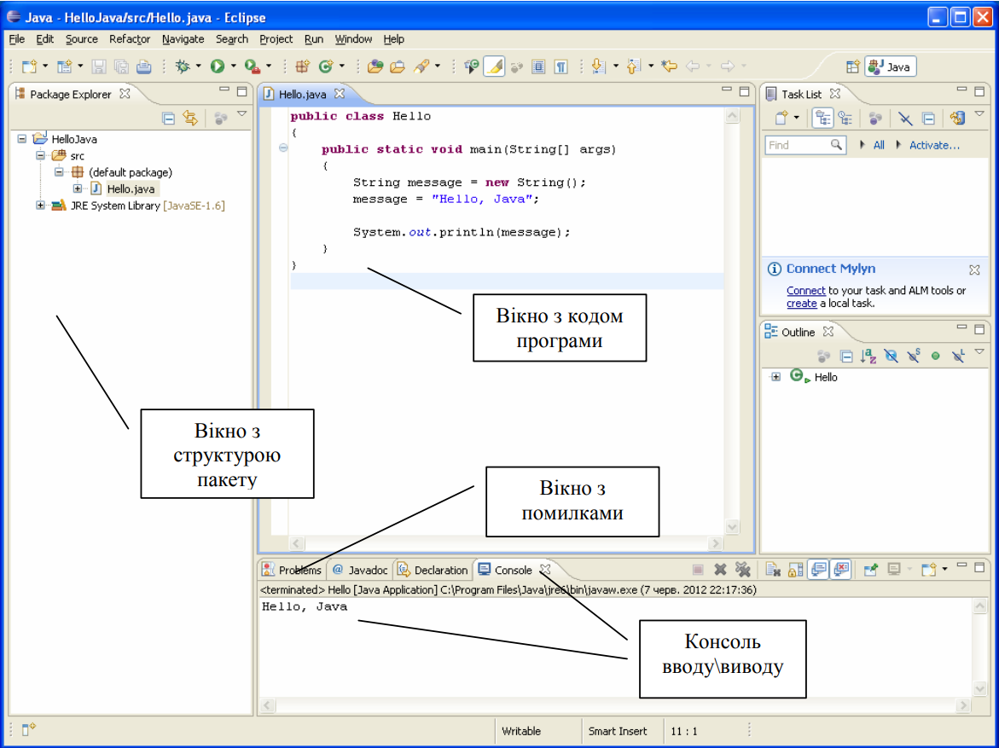 Java - HelloJava/src/Hello.java - Eclipse
File Edit Source Refactor Navigate Search Project Run Window Help
Java
Package Explorer
HelloJava
src
(default package)
Hello.java
JRE System Library [JavaSE-1.6]
Hello.java
public class Hello
{
public static void main(String[] args)
{
String message = new String();
message = "Hello, Java";
System.out.println(message);
}
}
Вікно з кодом
програми
Вікно з
структурою
пакету
Вікно з
помилками
Task List
Find All Activate...
Connect Mylyn
Connect to your task and ALM tools or
create a local task.
Outline
Hello
Problems Javadoc Declaration Console
<terminated> Hello [Java Application] C:\Program Files\Java\jre6\bin\javaw.exe (7 черв. 2012 22:17:36)
Hello, Java
Консоль
вводу\виводу
Writable Smart Insert 11 : 1